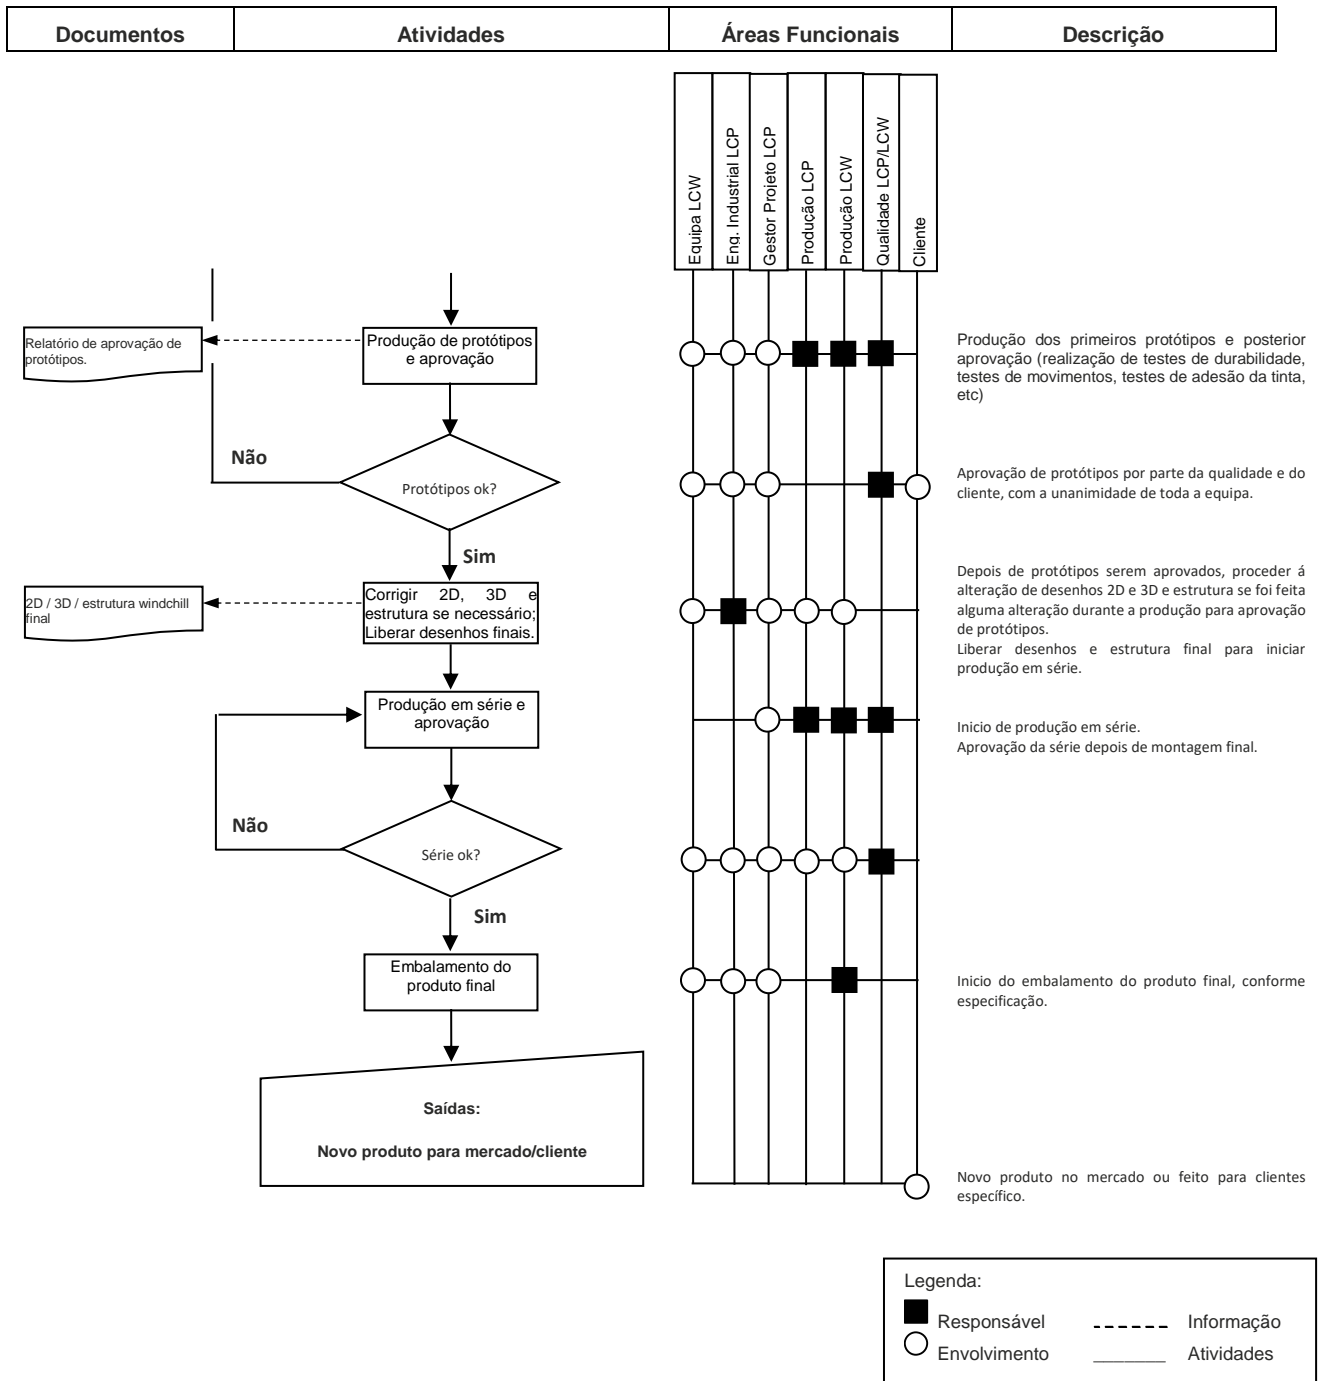 Documentos
Atividades
Áreas Funcionais
Descrição
Equipa LCW
Eng. Industrial LCP
Gestor Projeto LCP
Produção LCP
Produção LCW
Qualidade LCP/LCW
Cliente
Relatório de aprovação de
protótipos.
Produção de protótipos
e aprovação
Produção dos primeiros protótipos e posterior
aprovação (realização de testes de durabilidade,
testes de movimentos, testes de adesão da tinta,
etc)
Não
Protótipos ok?
Aprovação de protótipos por parte da qualidade e do
cliente, com a unanimidade de toda a equipa.
Sim
2D / 3D / estrutura windchill
final
Corrigir 2D, 3D e
estrutura se necessário;
Liberar desenhos finais.
Depois de protótipos serem aprovados, proceder á
alteração de desenhos 2D e 3D e estrutura se foi feita
alguma alteração durante a produção para aprovação
de protótipos.
Liberar desenhos e estrutura final para iniciar
produção em série.
Produção em série e
aprovação
Inicio de produção em série.
Aprovação da série depois de montagem final.
Não
Série ok?
Sim
Embalamento do
produto final
Inicio do embalamento do produto final, conforme
especificação.
Saídas:
Novo produto para mercado/cliente
Novo produto no mercado ou feito para clientes
específico.
Legenda:
Responsável
Informação
Envolvimento
Atividades